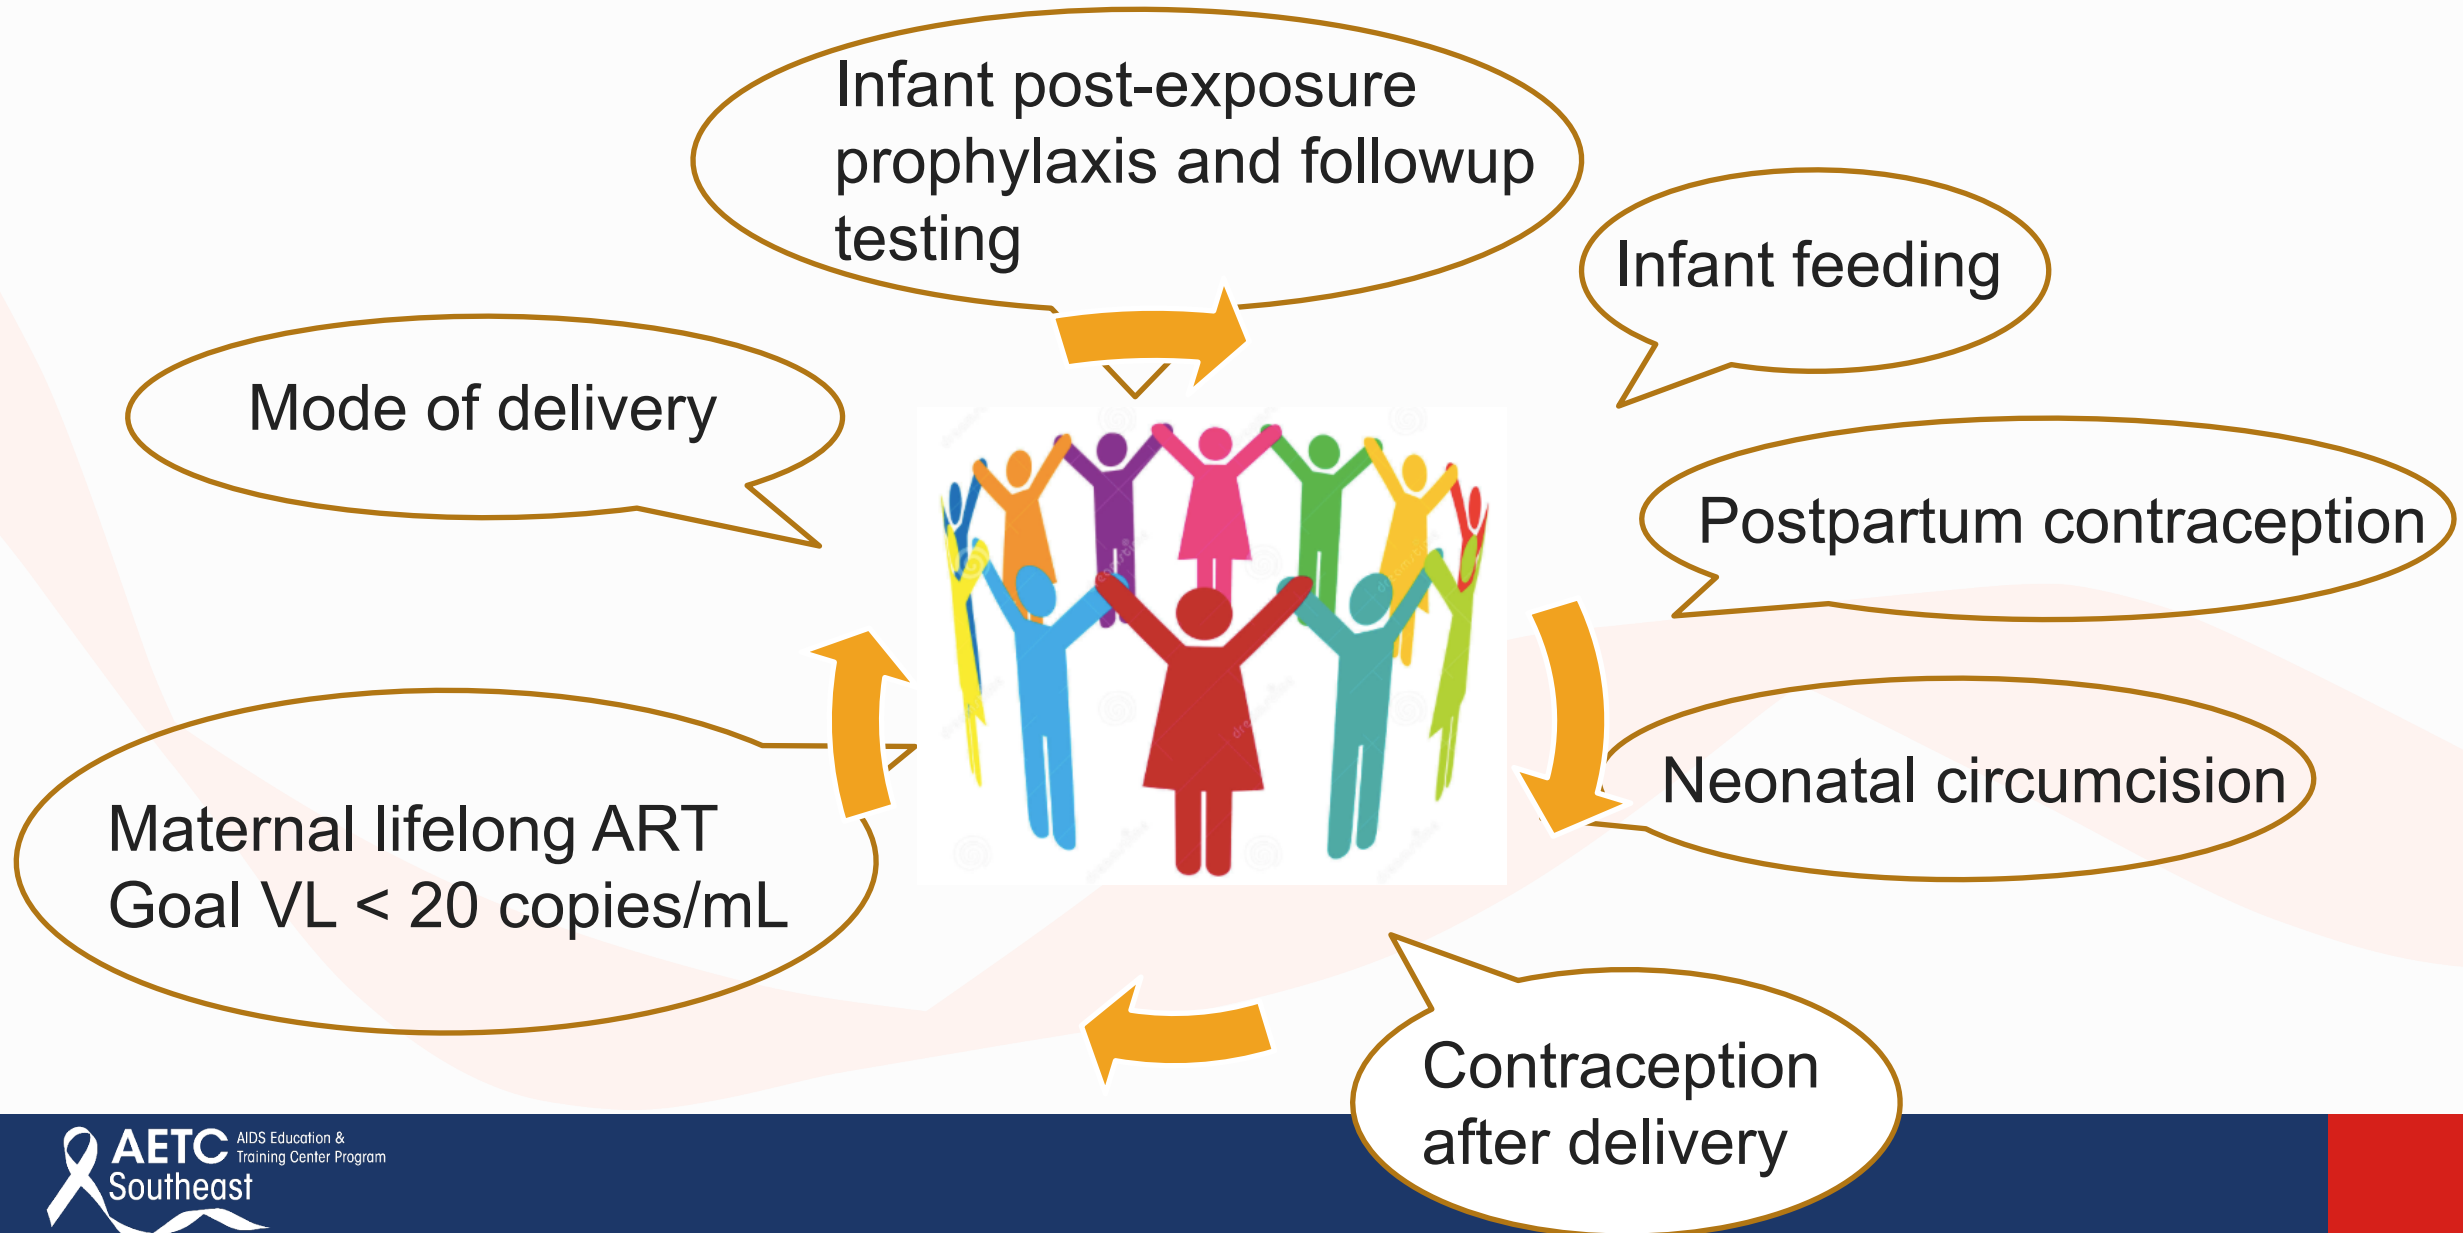 Infant post-exposure
prophylaxis and followup
testing
Infant feeding
Mode of delivery
Postpartum contraception
Neonatal circumcision
Maternal lifelong ART
Goal VL < 20 copies/mL
Contraception
after delivery
AETC AIDS Education &
Training Center Program
Southeast